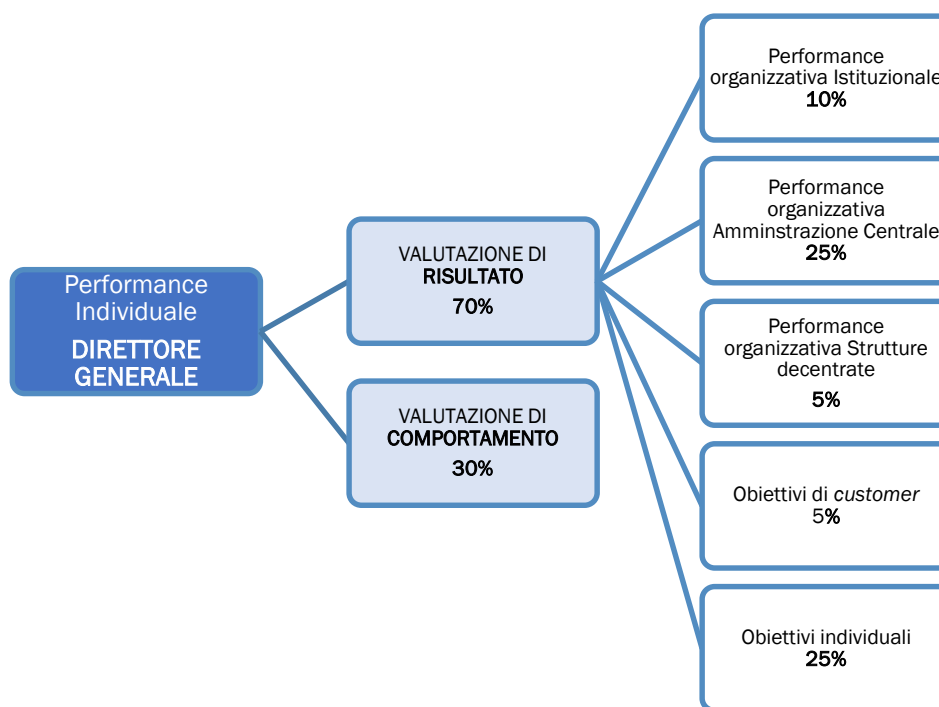 Performance
Individuale
DIRETTORE
GENERALE
VALUTAZIONE DI
RISULTATO
70%
VALUTAZIONE DI
COMPORTAMENTO
30%
Performance
organizzativa Istituzionale
10%
Performance
organizzativa
Amminstrazione Centrale
25%
Performance
organizzativa Strutture
decentrate
5%
Obiettivi di customer
5%
Obiettivi individuali
25%